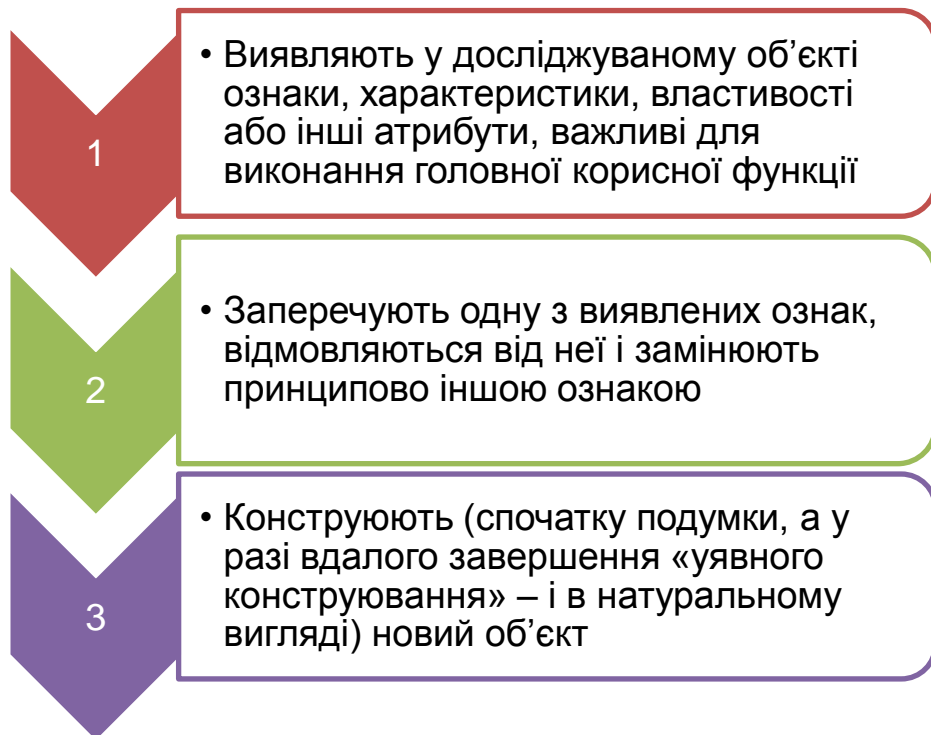 1
• Виявляють у досліджуваному об’єкті
ознаки, характеристики, властивості
або інші атрибути, важливі для
виконання головної корисної функції
2
• Заперечують одну з виявлених ознак,
відмовляються від неї і замінюють
принципово іншою ознакою
3
• Конструюють (спочатку подумки, а у
разі вдалого завершення «уявного
конструювання» – і в натуральному
вигляді) новий об’єкт